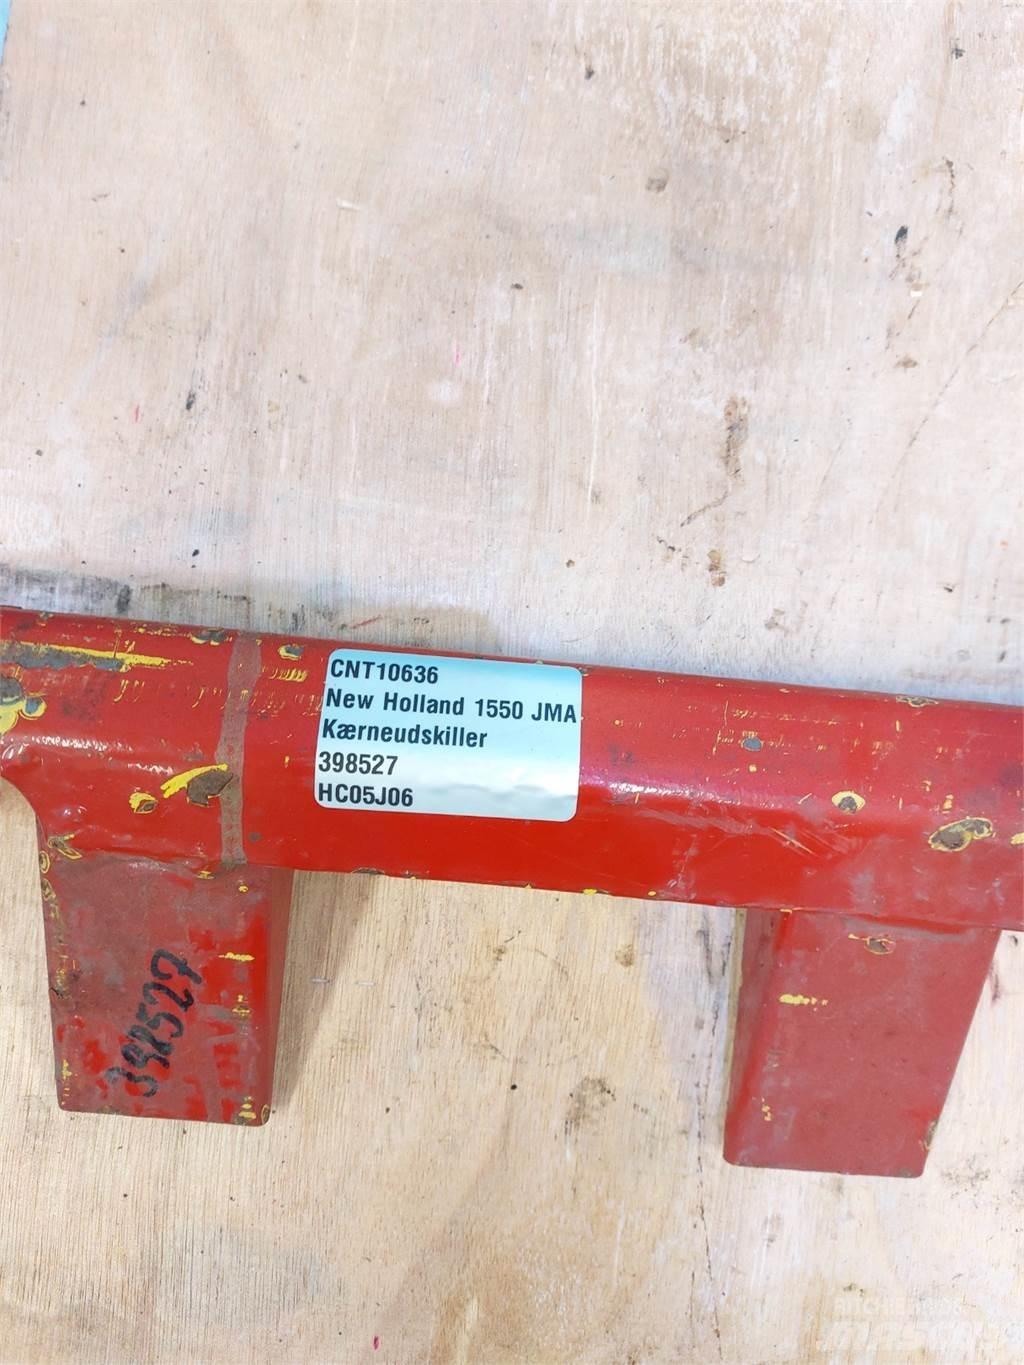 CNT10636
New Holland 1550 JMA
Kærneudskiller
398527
HC05J06
398527